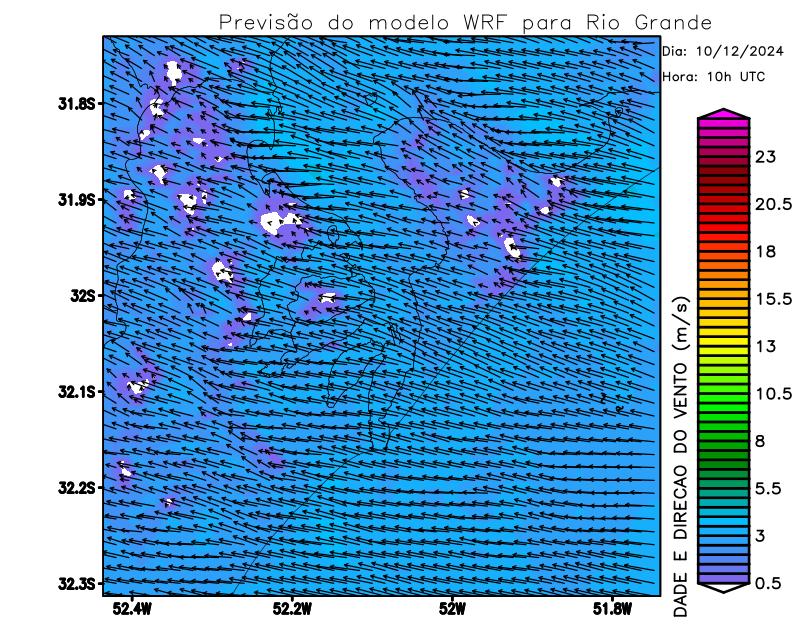 Previsão do modelo WRF para Rio Grande
Dia: 10/12/2024
Hora: 10h UTC
31.8S
31.9S
32S
32.1S
32.2S
32.3S
52.4W
52.2W
52W
51.8W
DADE E DIRECAO DO VENTO (m/s)
23
20.5
18
15.5
13
10.5
8
5.5
3
0.5